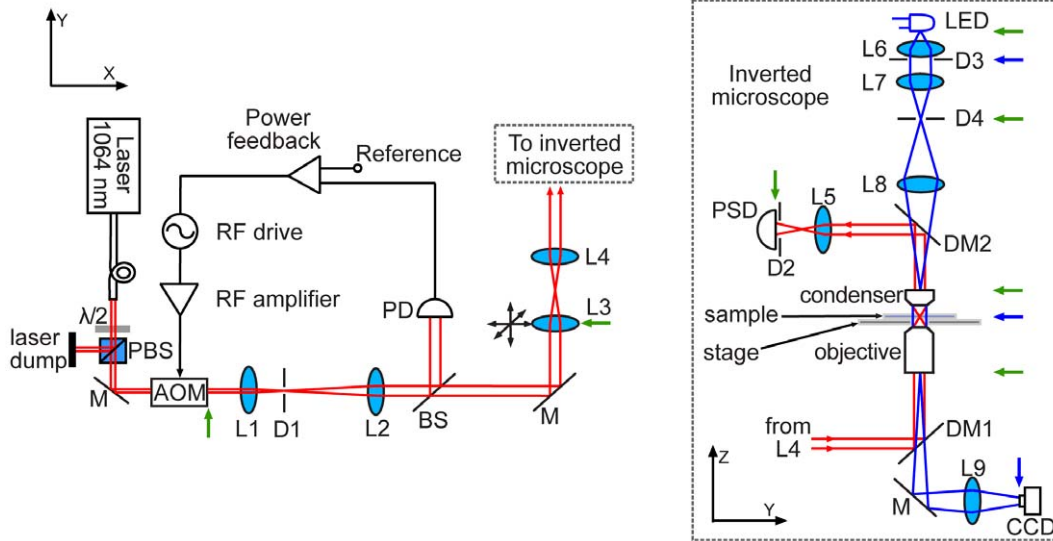 Y
X
Laser
1064 nm
λ/2
laser
dump
PBS
M
AOM
Power
feedback
Reference
RF drive
RF amplifier
PD
L1
D1
L2
BS
M
To inverted
microscope
L4
L3
Inverted
microscope
LED
L6
D3
L7
D4
L8
PSD
L5
D2
DM2
condenser
sample
stage
objective
from
L4
DM1
Z
Y
M
L9
CCD